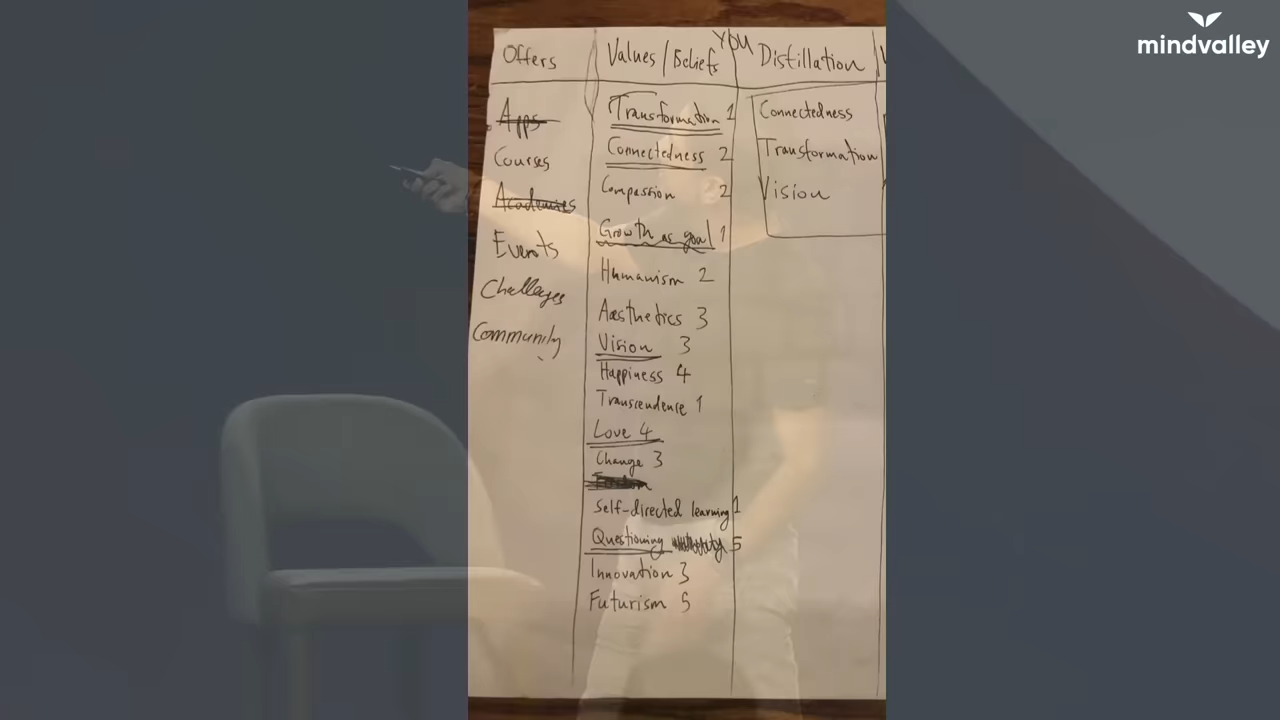 mindvalley
Offers
Apps
Courses
Academies
Events
Challenges
Community
Values / Beliefs
Transformation 1
Connectedness 2
Compassion 2
Growth as goal 1
Humanism 2
Aesthetics 3
Vision 3
Happiness 4
Transcendence 1
Love 4
Change 3
Self-directed learning 1
Questioning 5
Innovation 3
Futurism 5
YOU
Distillation
Connectedness
Transformation
Vision